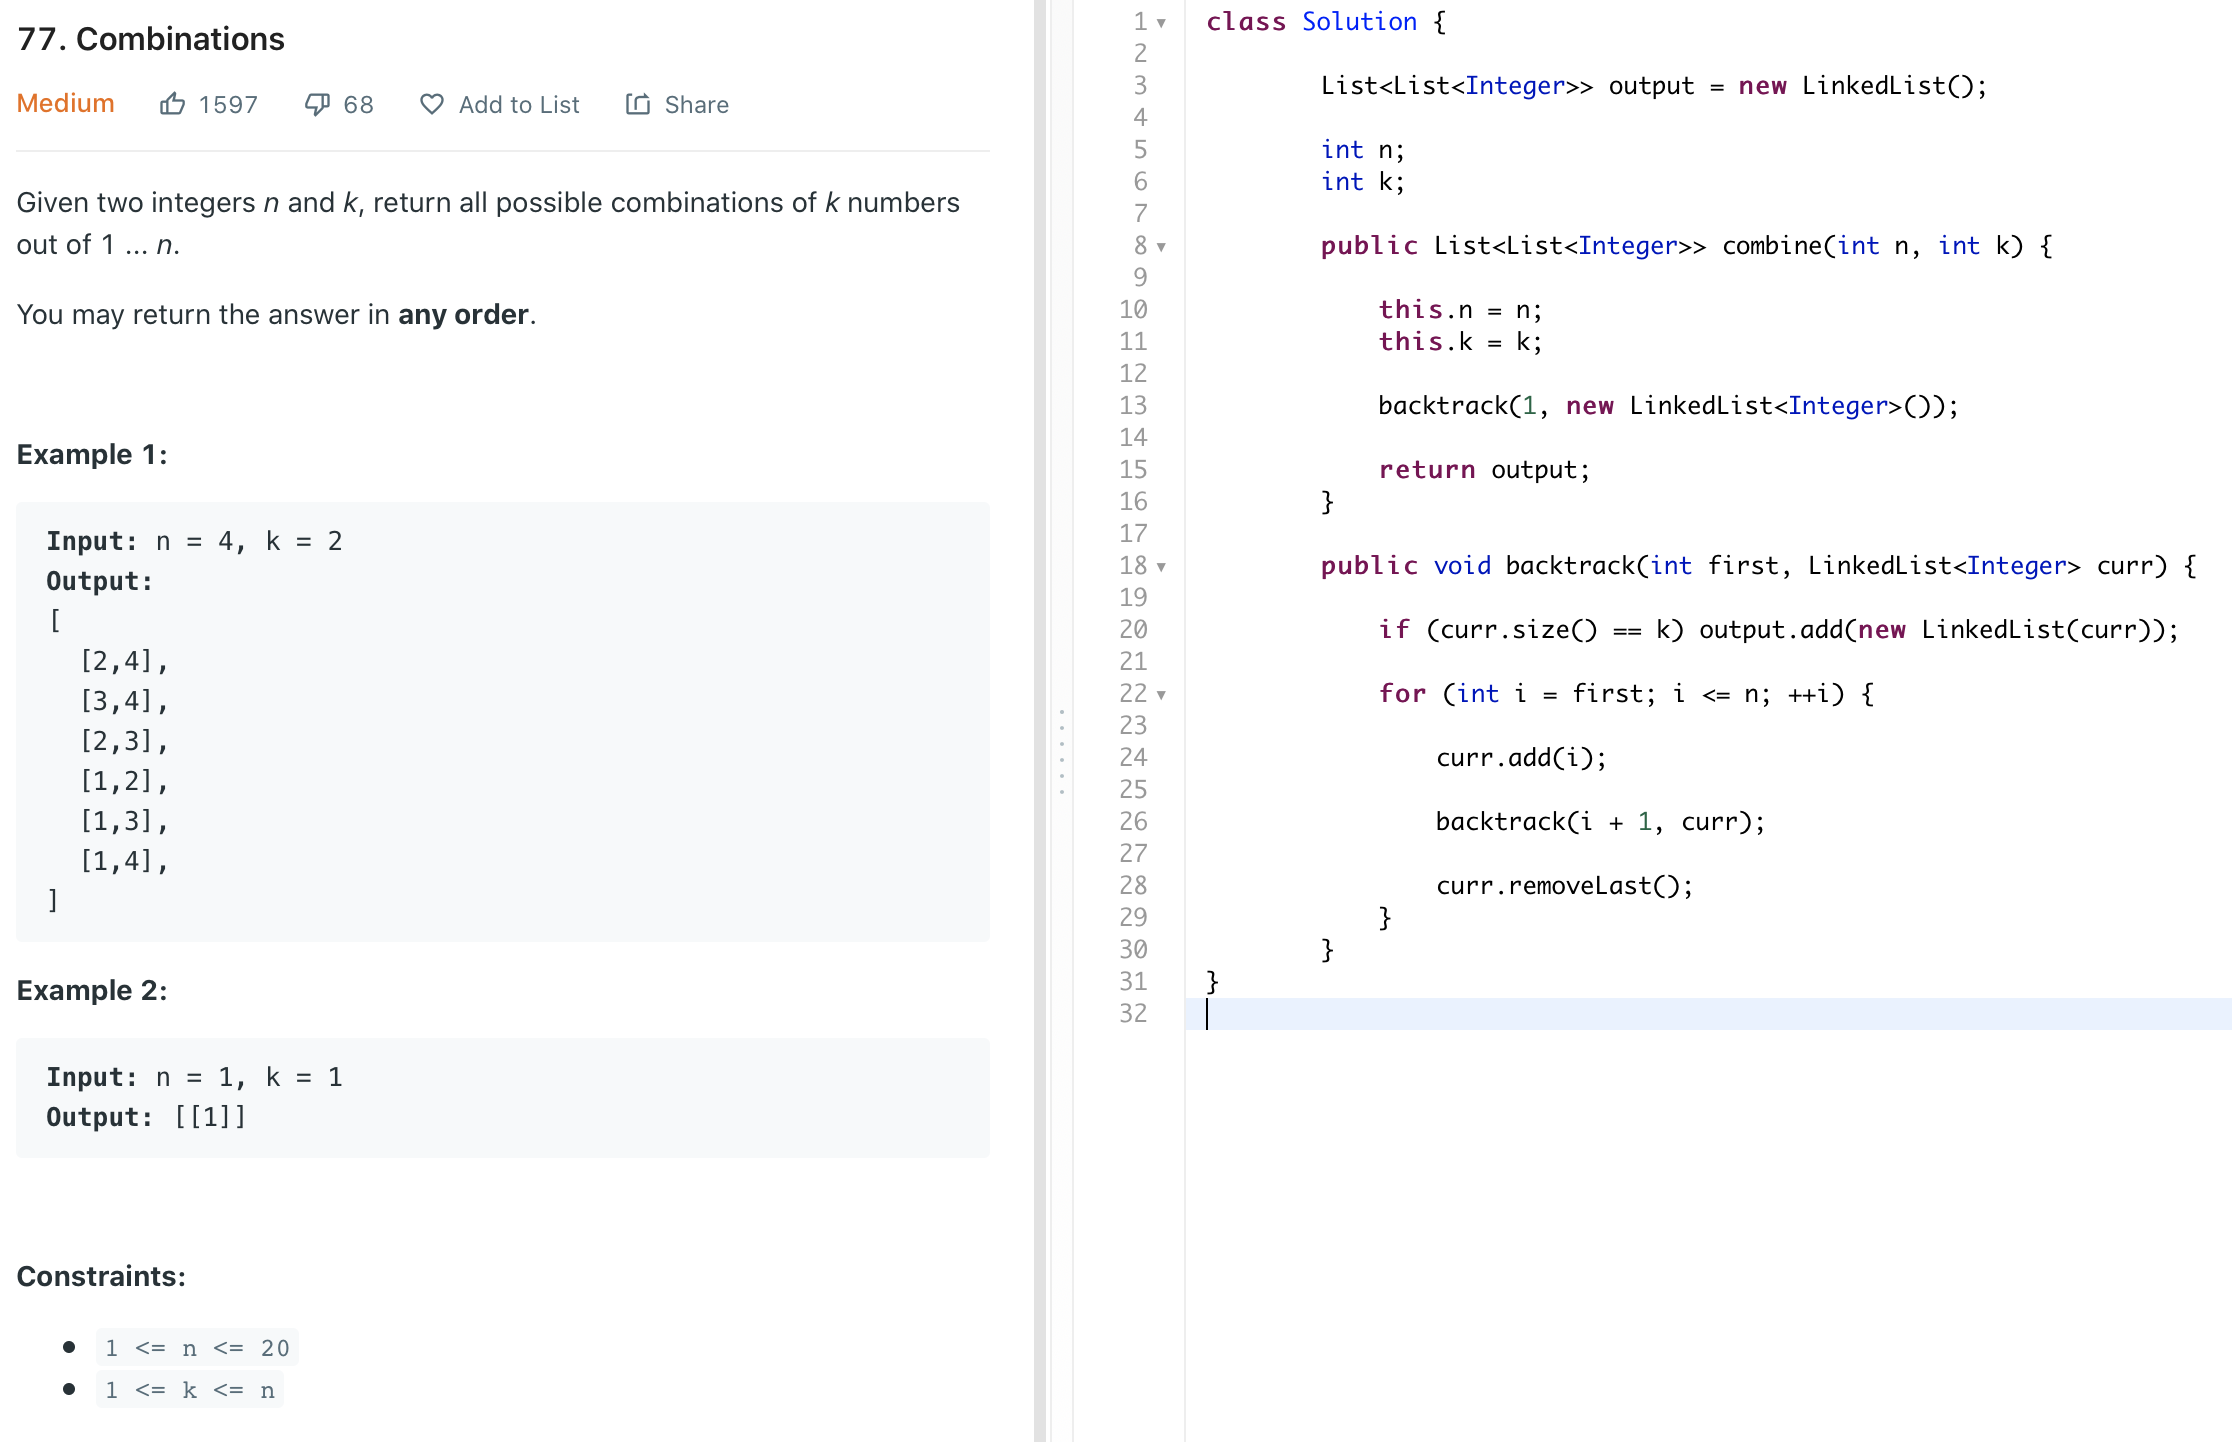 77. Combinations
Medium 1597 68 Add to List Share
Given two integers n and k, return all possible combinations of k numbers
out of 1 ... n.
You may return the answer in any order.
Example 1:
Input: n = 4, k = 2
Output:
[
  [2,4],
  [3,4],
  [2,3],
  [1,2],
  [1,3],
  [1,4],
]
Example 2:
Input: n = 1, k = 1
Output: [[1]]
Constraints:
1 <= n <= 20
1 <= k <= n
1 class Solution {
2
3         List<List<Integer>> output = new LinkedList();
4
5         int n;
6         int k;
7
8         public List<List<Integer>> combine(int n, int k) {
9
10             this.n = n;
11             this.k = k;
12
13             backtrack(1, new LinkedList<Integer>());
14
15             return output;
16         }
17
18         public void backtrack(int first, LinkedList<Integer> curr) {
19
20             if (curr.size() == k) output.add(new LinkedList(curr));
21
22             for (int i = first; i <= n; ++i) {
23
24                 curr.add(i);
25
26                 backtrack(i + 1, curr);
27
28                 curr.removeLast();
29             }
30         }
31 }
32